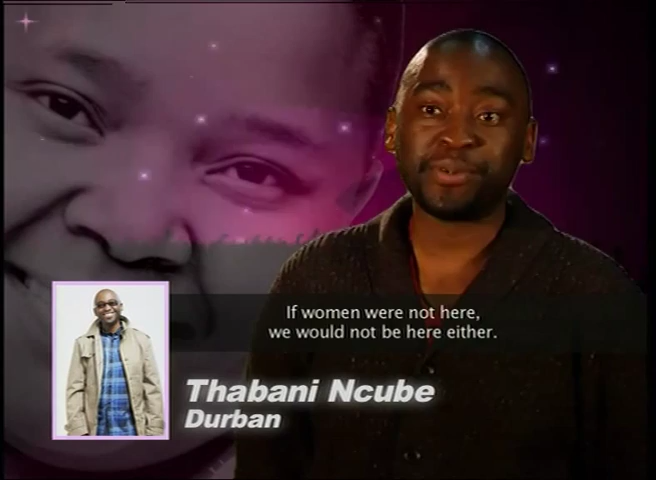 If women were not here,
we would not be here either.
Thabani Ncube
Durban